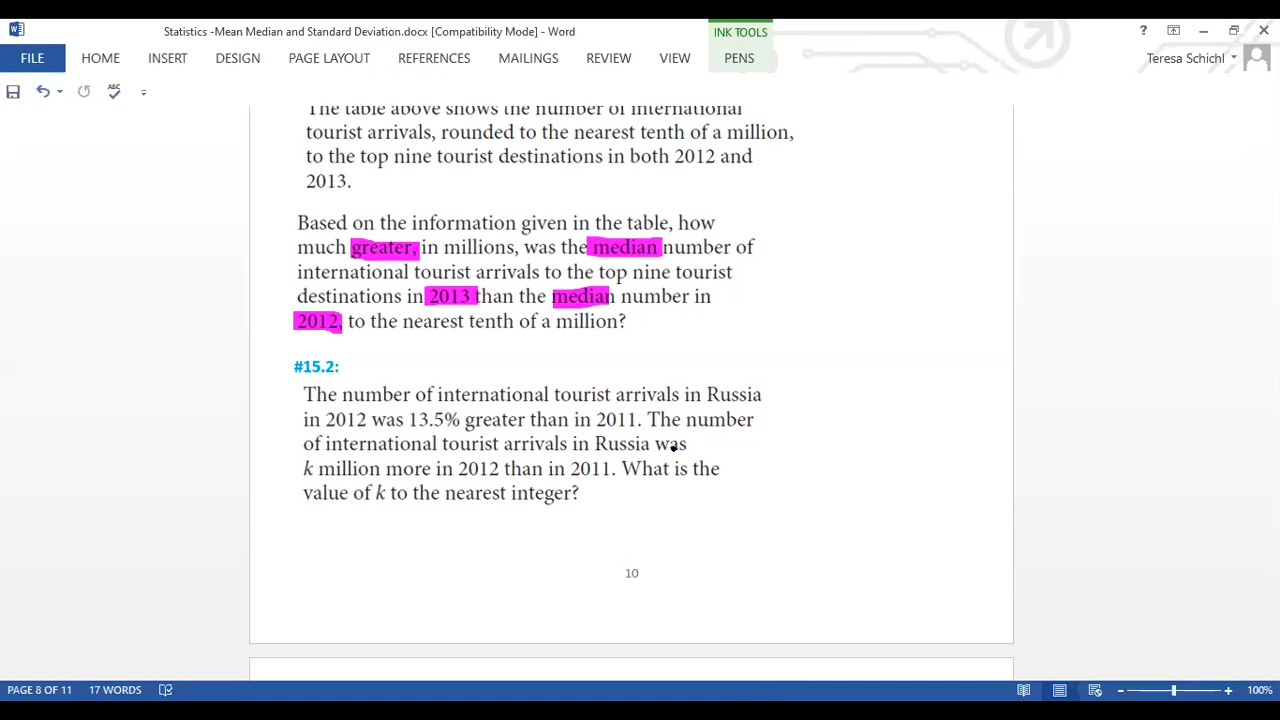 Statistics -Mean Median and Standard Deviation.docx [Compatibility Mode] - Word
INK TOOLS
?
FILE HOME INSERT DESIGN PAGE LAYOUT REFERENCES MAILINGS REVIEW VIEW PENS Teresa Schichl
ABC
The table above shows the number of international
tourist arrivals, rounded to the nearest tenth of a million,
to the top nine tourist destinations in both 2012 and
2013.
Based on the information given in the table, how
much greater, in millions, was the median number of
international tourist arrivals to the top nine tourist
destinations in 2013 than the median number in
2012, to the nearest tenth of a million?
#15.2:
The number of international tourist arrivals in Russia
in 2012 was 13.5% greater than in 2011. The number
of international tourist arrivals in Russia was
k million more in 2012 than in 2011. What is the
value of k to the nearest integer?
10
PAGE 8 OF 11 17 WORDS 100%